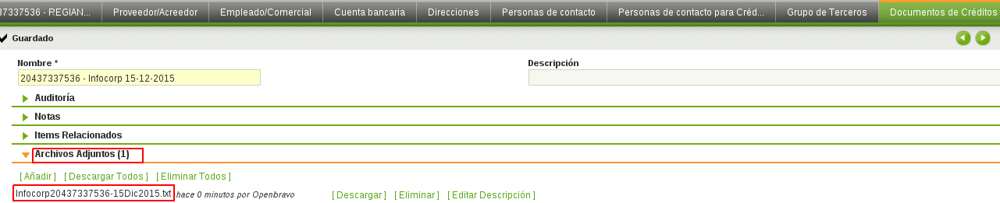 37337536 - REGIAN... Proveedor/Acreedor Empleado/Comercial Cuenta bancaria Direcciones Personas de contacto Personas de contacto para Créd... Grupo de Terceros Documentos de Créditos
Guardado
Nombre * Descripción
20437337536 - Infocorp 15-12-2015
Auditoría
Notas
Items Relacionados
Archivos Adjuntos (1)
[ Añadir ] [ Descargar Todos ] [ Eliminar Todos ]
Infocorp20437337536-15Dic2015.txt hace 0 minutos por Openbravo [ Descargar ] [ Eliminar ] [ Editar Descripción ]